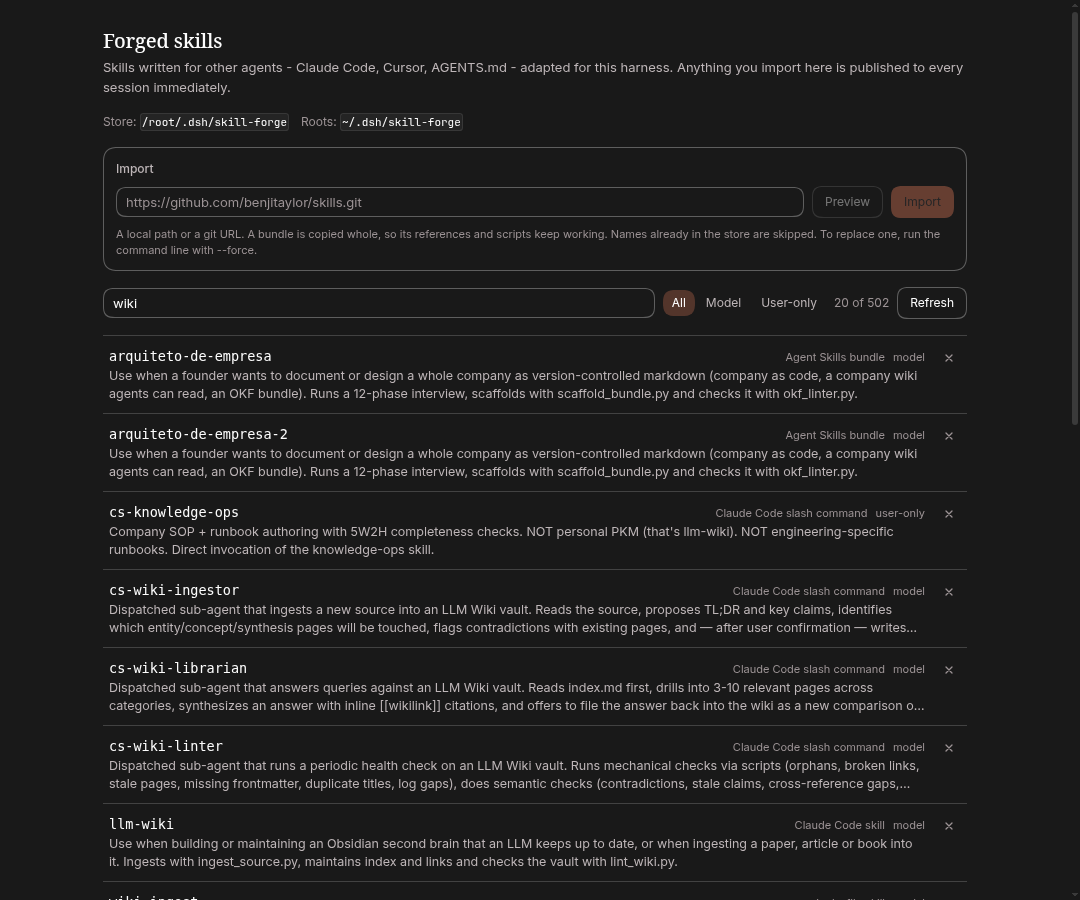 Forged skills
Skills written for other agents - Claude Code, Cursor, AGENTS.md - adapted for this harness. Anything you import here is published to every
session immediately.
Store: /root/.dsh/skill-forge Roots: ~/.dsh/skill-forge
Import
https://github.com/benjitaylor/skills.git Preview Import
A local path or a git URL. A bundle is copied whole, so its references and scripts keep working. Names already in the store are skipped. To replace one, run the
command line with --force.
wiki All Model User-only 20 of 502 Refresh
arquiteto-de-empresa Agent Skills bundle model ×
Use when a founder wants to document or design a whole company as version-controlled markdown (company as code, a company wiki
agents can read, an OKF bundle). Runs a 12-phase interview, scaffolds with scaffold_bundle.py and checks it with okf_linter.py.
arquiteto-de-empresa-2 Agent Skills bundle model ×
Use when a founder wants to document or design a whole company as version-controlled markdown (company as code, a company wiki
agents can read, an OKF bundle). Runs a 12-phase interview, scaffolds with scaffold_bundle.py and checks it with okf_linter.py.
cs-knowledge-ops Claude Code slash command user-only ×
Company SOP + runbook authoring with 5W2H completeness checks. NOT personal PKM (that's llm-wiki). NOT engineering-specific
runbooks. Direct invocation of the knowledge-ops skill.
cs-wiki-ingestor Claude Code slash command model ×
Dispatched sub-agent that ingests a new source into an LLM Wiki vault. Reads the source, proposes TL;DR and key claims, identifies
which entity/concept/synthesis pages will be touched, flags contradictions with existing pages, and — after user confirmation — writes...
cs-wiki-librarian Claude Code slash command model ×
Dispatched sub-agent that answers queries against an LLM Wiki vault. Reads index.md first, drills into 3-10 relevant pages across
categories, synthesizes an answer with inline [[wikilink]] citations, and offers to file the answer back into the wiki as a new comparison o...
cs-wiki-linter Claude Code slash command model ×
Dispatched sub-agent that runs a periodic health check on an LLM Wiki vault. Runs mechanical checks via scripts (orphans, broken links,
stale pages, missing frontmatter, duplicate titles, log gaps), does semantic checks (contradictions, stale claims, cross-reference gaps,...
llm-wiki Claude Code skill model ×
Use when building or maintaining an Obsidian second brain that an LLM keeps up to date, or when ingesting a paper, article or book into
it. Ingests with ingest_source.py, maintains index and links and checks the vault with lint_wiki.py.